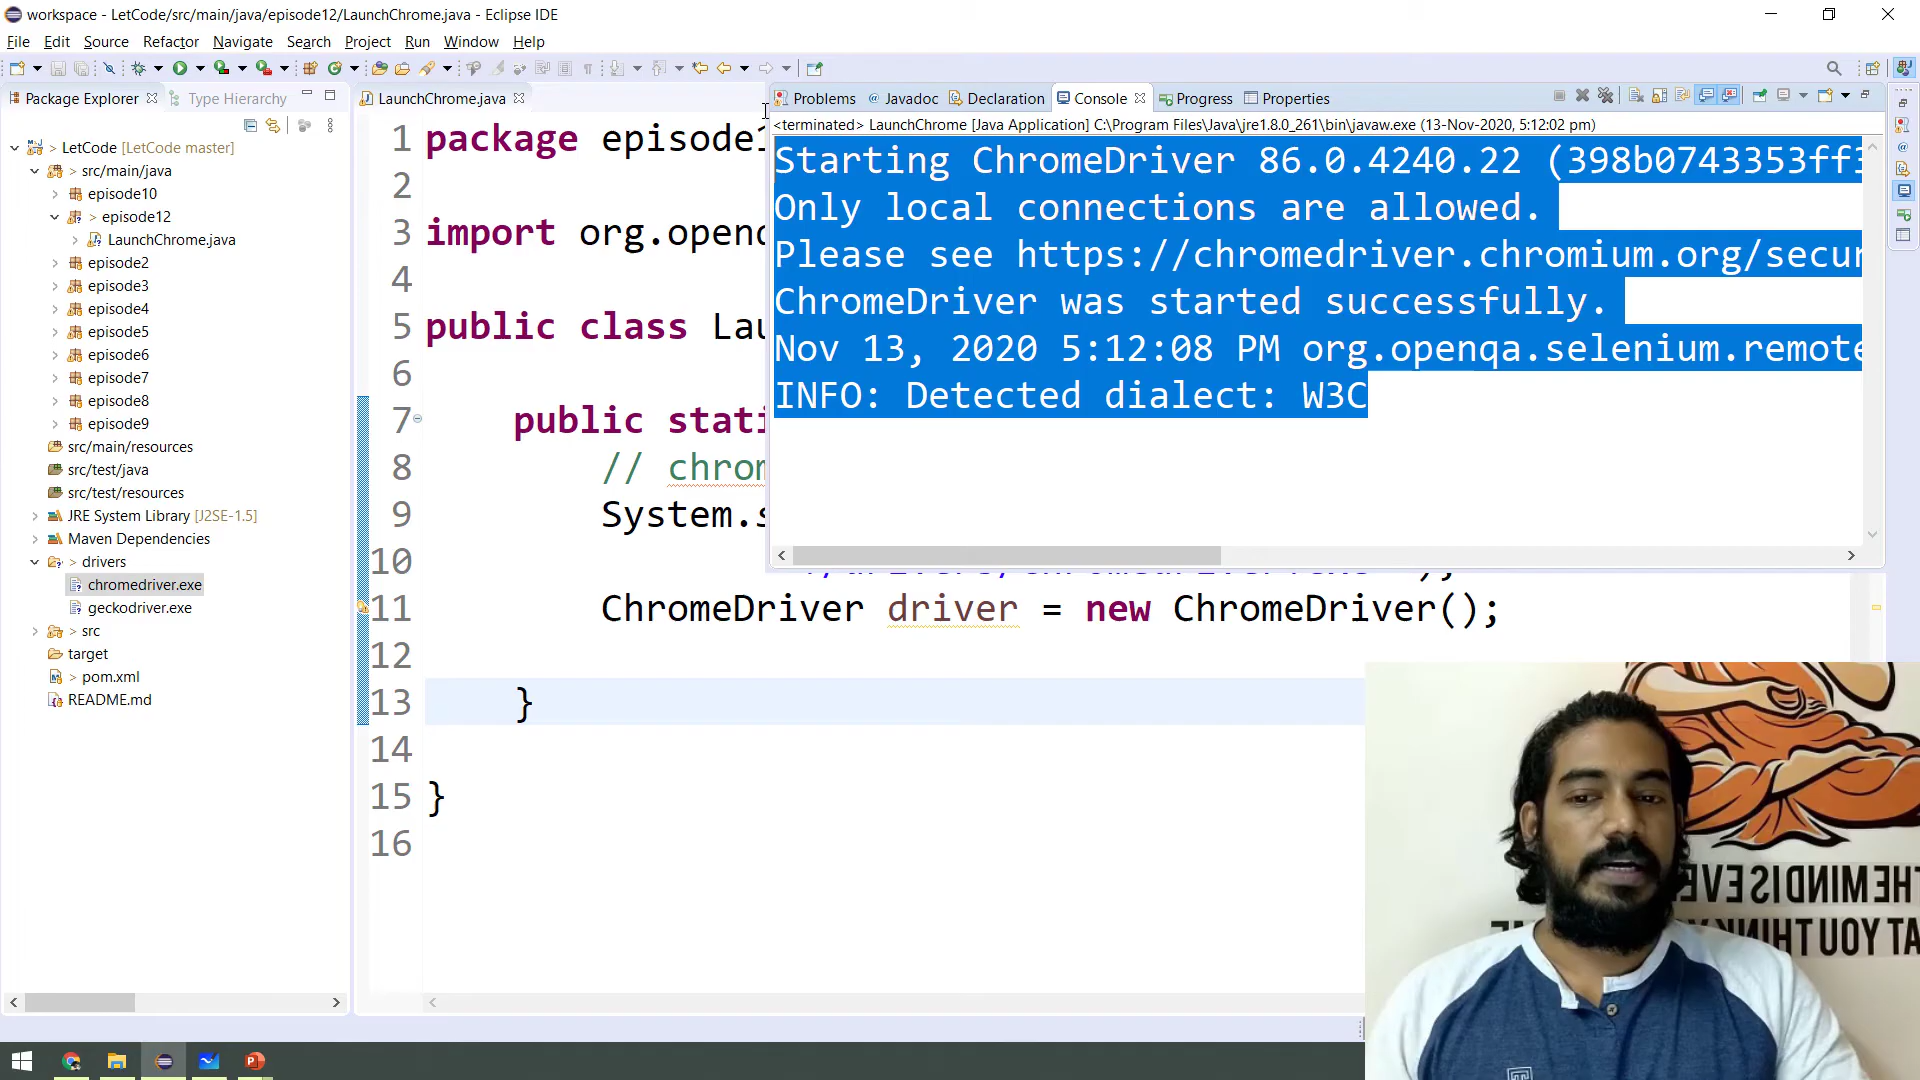 workspace - LetCode/src/main/java/episode12/LaunchChrome.java - Eclipse IDE
File Edit Source Refactor Navigate Search Project Run Window Help
Package Explorer
Type Hierarchy
LetCode [LetCode master]
> src/main/java
episode10
> episode12
LaunchChrome.java
episode2
episode3
episode4
episode5
episode6
episode7
episode8
episode9
src/main/resources
src/test/java
src/test/resources
JRE System Library [J2SE-1.5]
Maven Dependencies
> drivers
chromedriver.exe
geckodriver.exe
> src
target
> pom.xml
README.md
LaunchChrome.java
1 package episode1
2
3 import org.openq
4
5 public class Lau
6
7 public stati
8 // chrom
9 System.s
10
11 ChromeDriver driver = new ChromeDriver();
12
13 }
14
15 }
16
Problems Javadoc Declaration Console Progress Properties
<terminated> LaunchChrome [Java Application] C:\Program Files\Java\jre1.8.0_261\bin\javaw.exe (13-Nov-2020, 5:12:02 pm)
Starting ChromeDriver 86.0.4240.22 (398b0743353ff
Only local connections are allowed.
Please see https://chromedriver.chromium.org/secur
ChromeDriver was started successfully.
Nov 13, 2020 5:12:08 PM org.openqa.selenium.remote
INFO: Detected dialect: W3C
THE MIND IS EVE
AT YOU THINK YOU